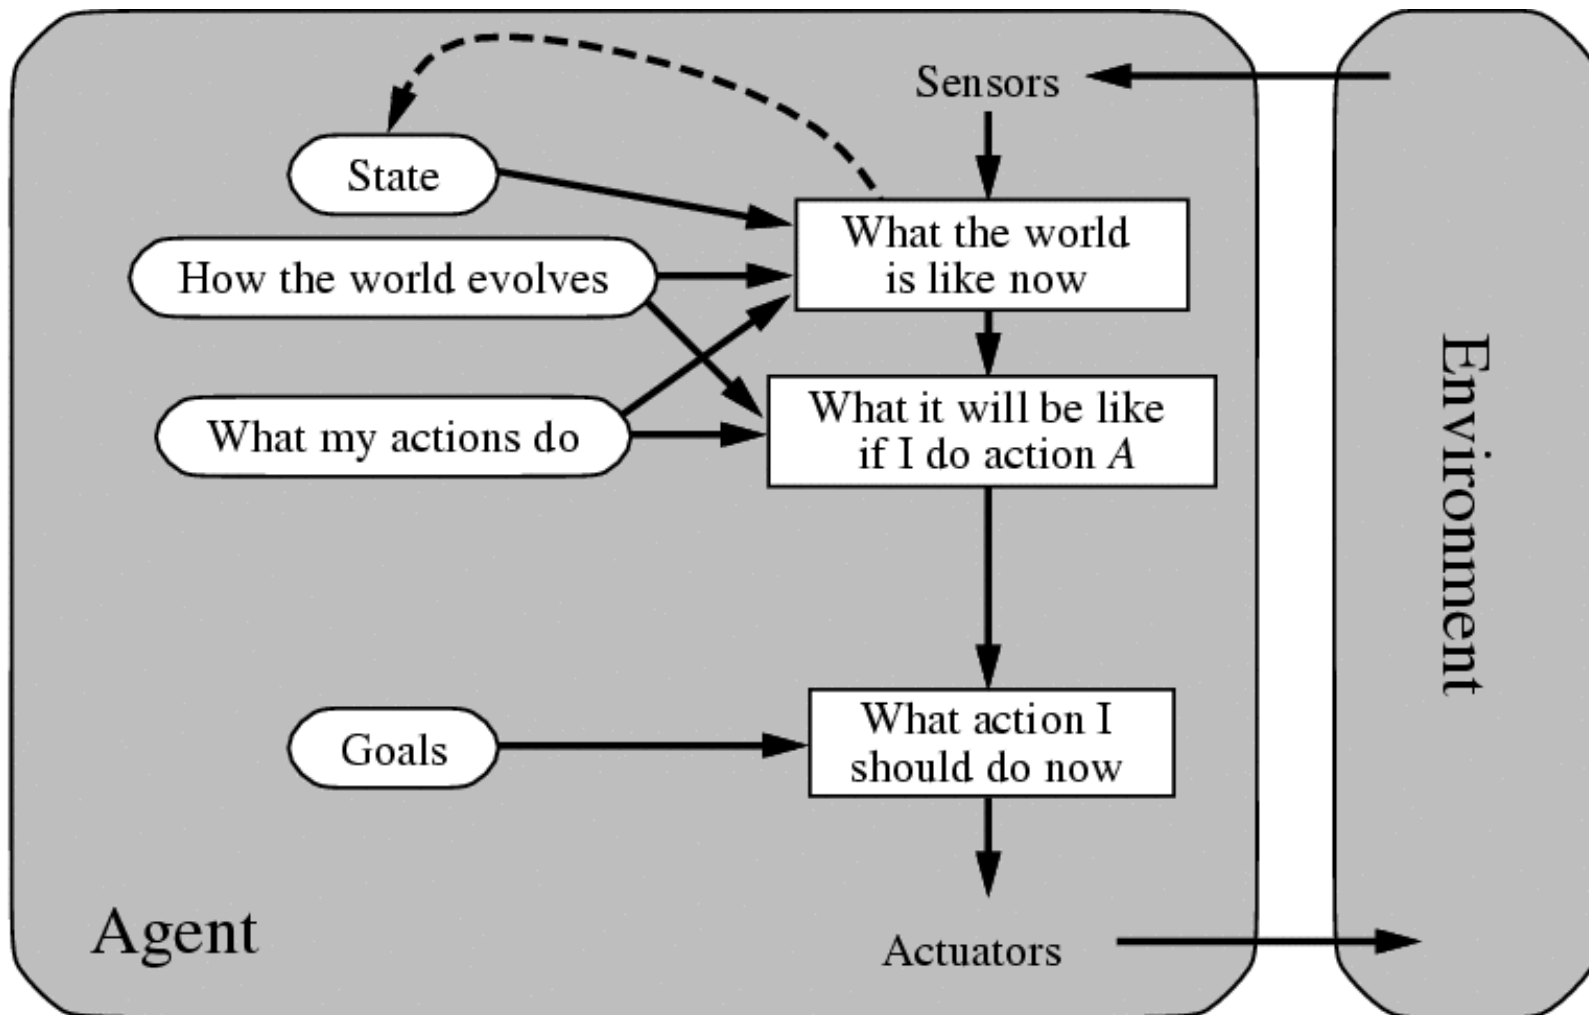 Sensors
State
What the world
is like now
How the world evolves
What my actions do
What it will be like
if I do action A
Goals
What action I
should do now
Agent
Actuators
Environment